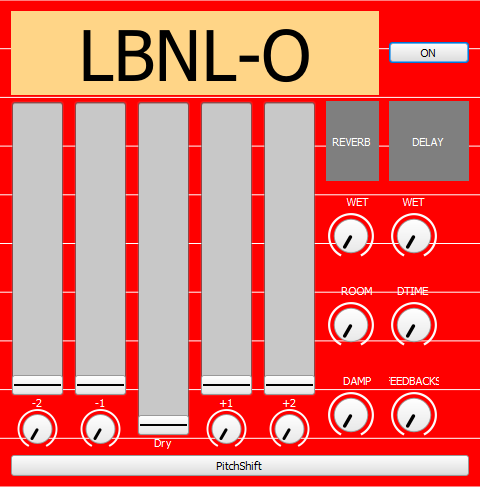 LBNL-O
ON
REVERB
DELAY
WET
WET
ROOM
DTIME
DAMP
EEDBACKS
-2
-1
+1
+2
Dry
PitchShift